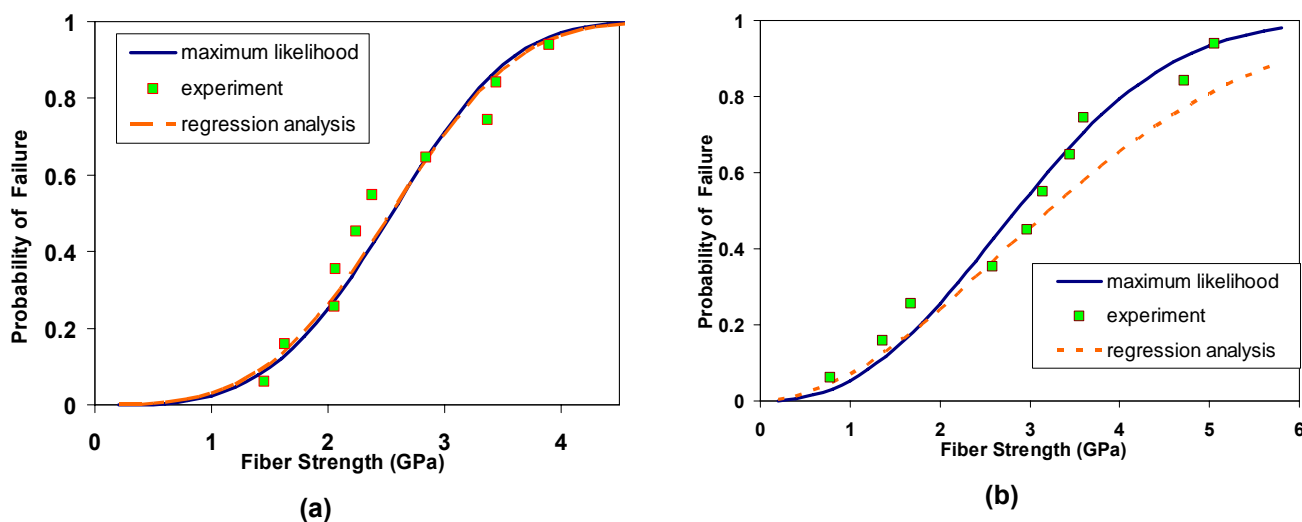 1
0.8
0.6
0.4
0.2
0
Probability of Failure
maximum likelihood
experiment
regression analysis
0 1 2 3 4
Fiber Strength (GPa)
(a)
1
0.8
0.6
0.4
0.2
0
Probability of Failure
maximum likelihood
experiment
regression analysis
0 1 2 3 4 5 6
Fiber Strength (GPa)
(b)